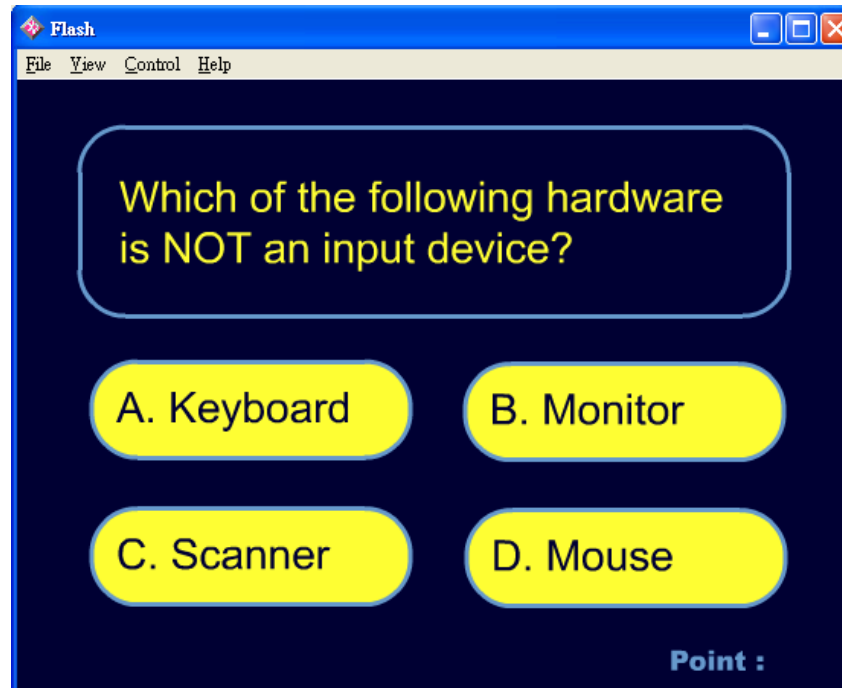 Flash
File View Control Help
Which of the following hardware
is NOT an input device?
A. Keyboard
B. Monitor
C. Scanner
D. Mouse
Point :